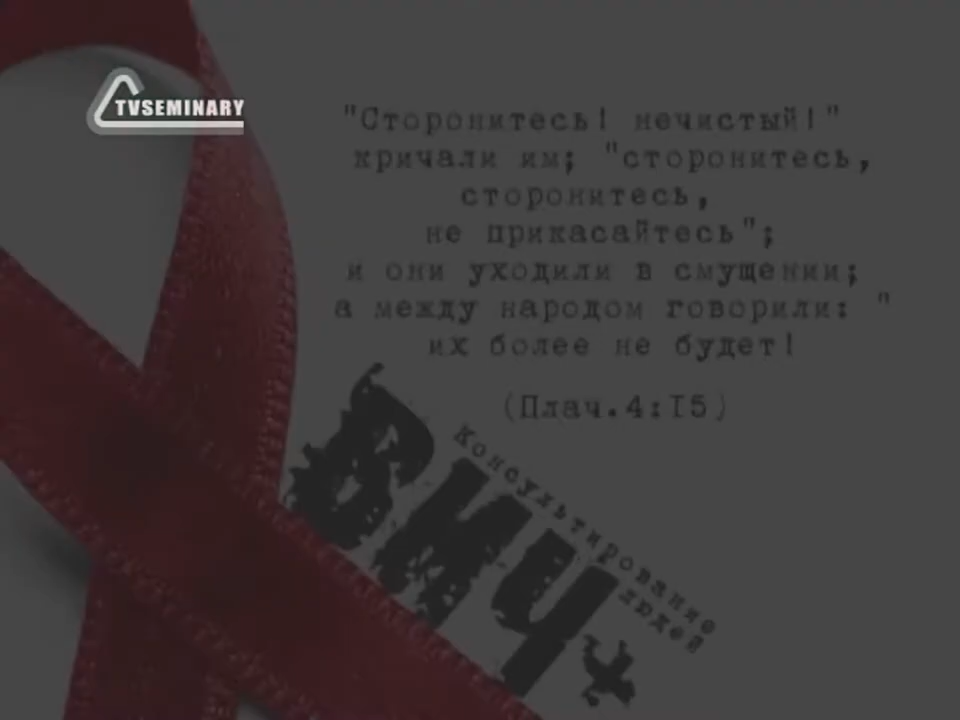 TVSEMINARY
"Сторонитесь! нечистый!"
кричали им; "сторонитесь,
сторонитесь,
не прикасайтесь";
и они уходили в смущении;
а между народом говорили: "
их более не будет!
(Плач.4:15)
Консультирование
людей
ВИЧ+